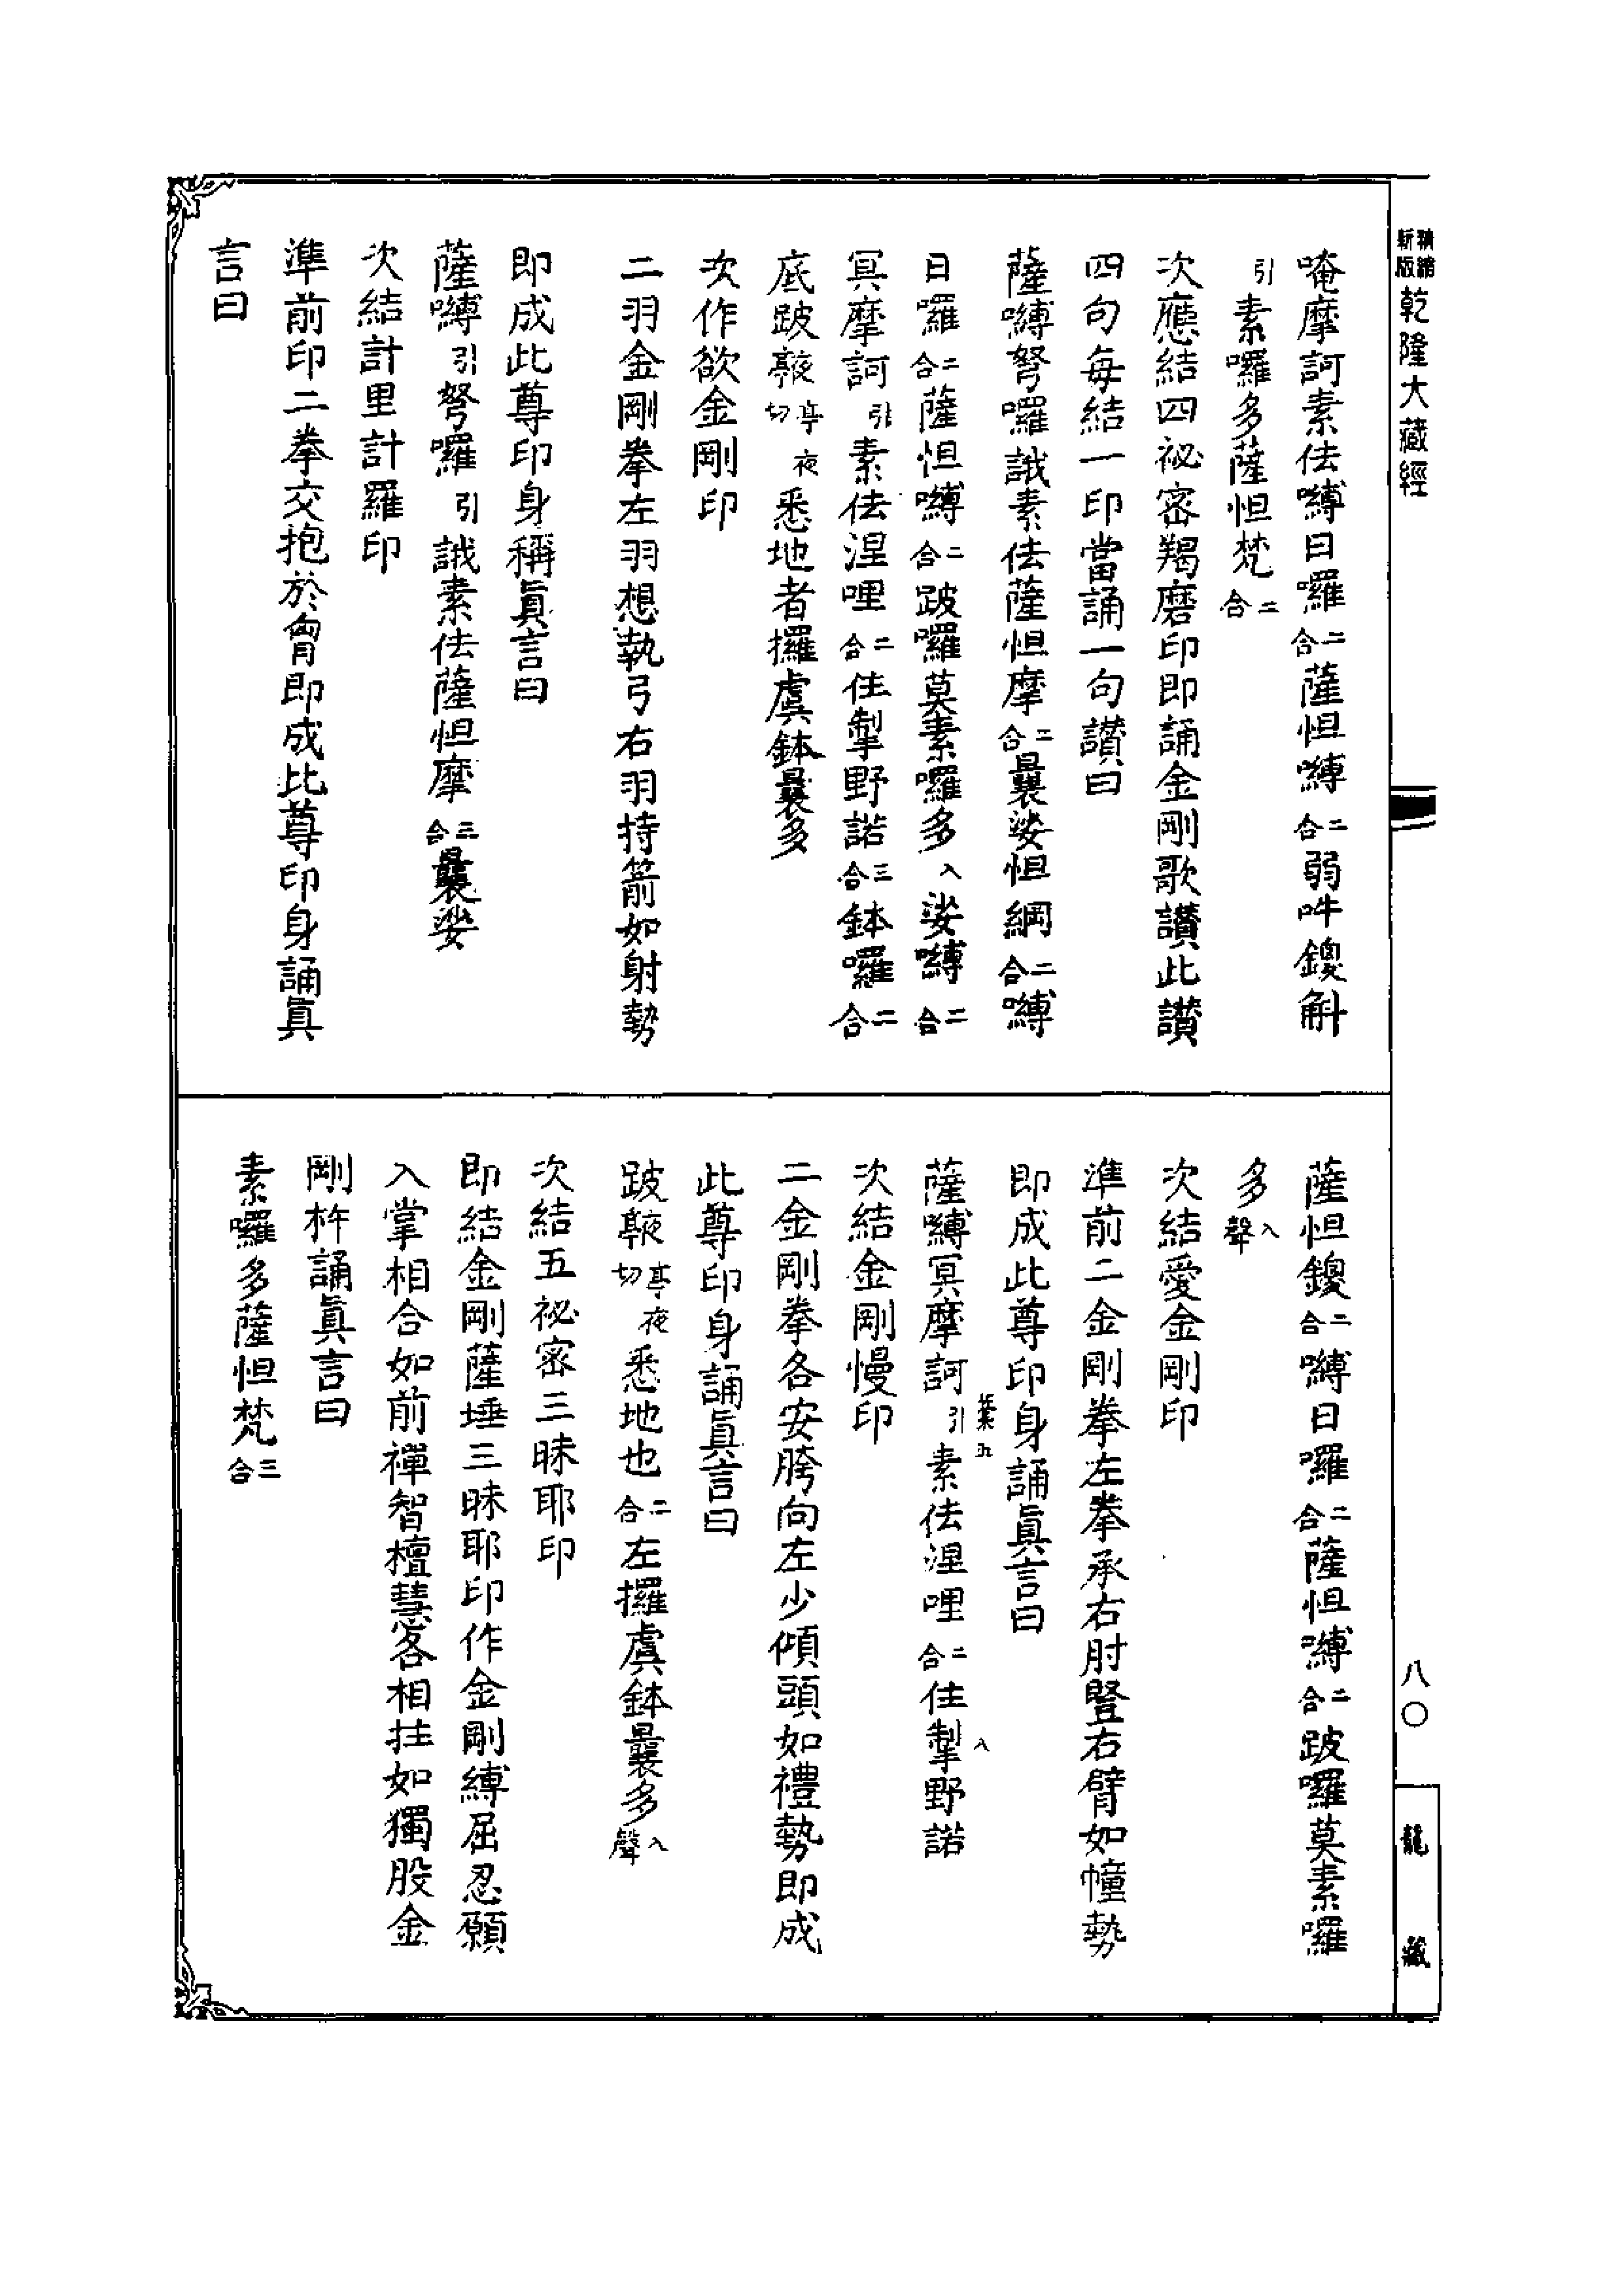 精縮新版 乾隆大藏經
唵摩訶素佉嚩日囉二合薩怛嚩二合弱吽鑁斛
引素囉多薩怛梵二合
次應結四祕密羯磨印即誦金剛歌讚此讚
四句每結一印當誦一句讚曰
薩嚩弩囉誐素佉薩怛摩二合曩娑怛網二合嚩
日囉二合薩怛嚩二合跛囉莫素囉多入娑嚩二合
冥摩訶引素佉涅哩二合住掣野諾三合鉢囉二合
底跛㝹亭夜切悉地者攞虞鉢曩多
次作欲金剛印
二羽金剛拳左羽想執弓右羽持箭如射勢
即成此尊印身稱眞言曰
薩嚩引弩囉引誐素佉薩怛摩三合曩娑
次結計里計羅印
準前印二拳交抱於胷即成比尊印身誦眞
言曰
薩怛鑁二合嚩日囉二合薩怛嚩二合跛囉莫素囉
多入聲
次結愛金剛印
準前二金剛拳左拳承右肘豎右臂如幢勢
即成此尊印身誦眞言曰
薩嚩冥摩訶引素佉涅哩二合住掣野諾
次結金剛慢印
二金剛拳各安胯向左少傾頭如禮勢即成
此尊印身誦眞言曰
跛㝹亭夜切悉地也二合左攞虞鉢曩多入聲
次結五祕密三昧耶印
即結金剛薩埵三昧耶印作金剛縛屈忍願
入掌相合如前禪智檀慧各相拄如獨股金
剛杵誦眞言曰
素囉多薩怛梵三合
八〇
龍藏